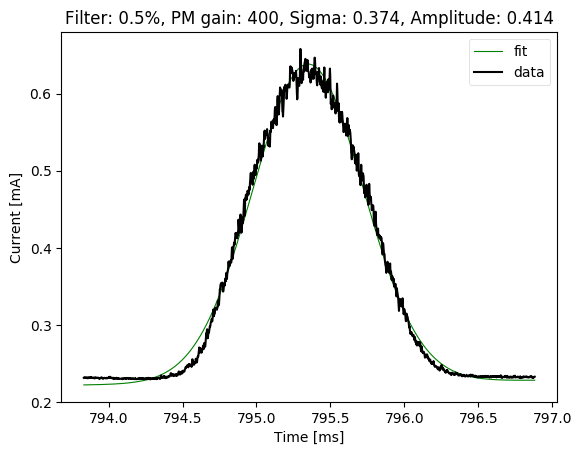 Filter: 0.5%, PM gain: 400, Sigma: 0.374, Amplitude: 0.414
fit
data
0.6
0.5
0.4
0.3
0.2
Current [mA]
794.0 794.5 795.0 795.5 796.0 796.5 797.0
Time [ms]